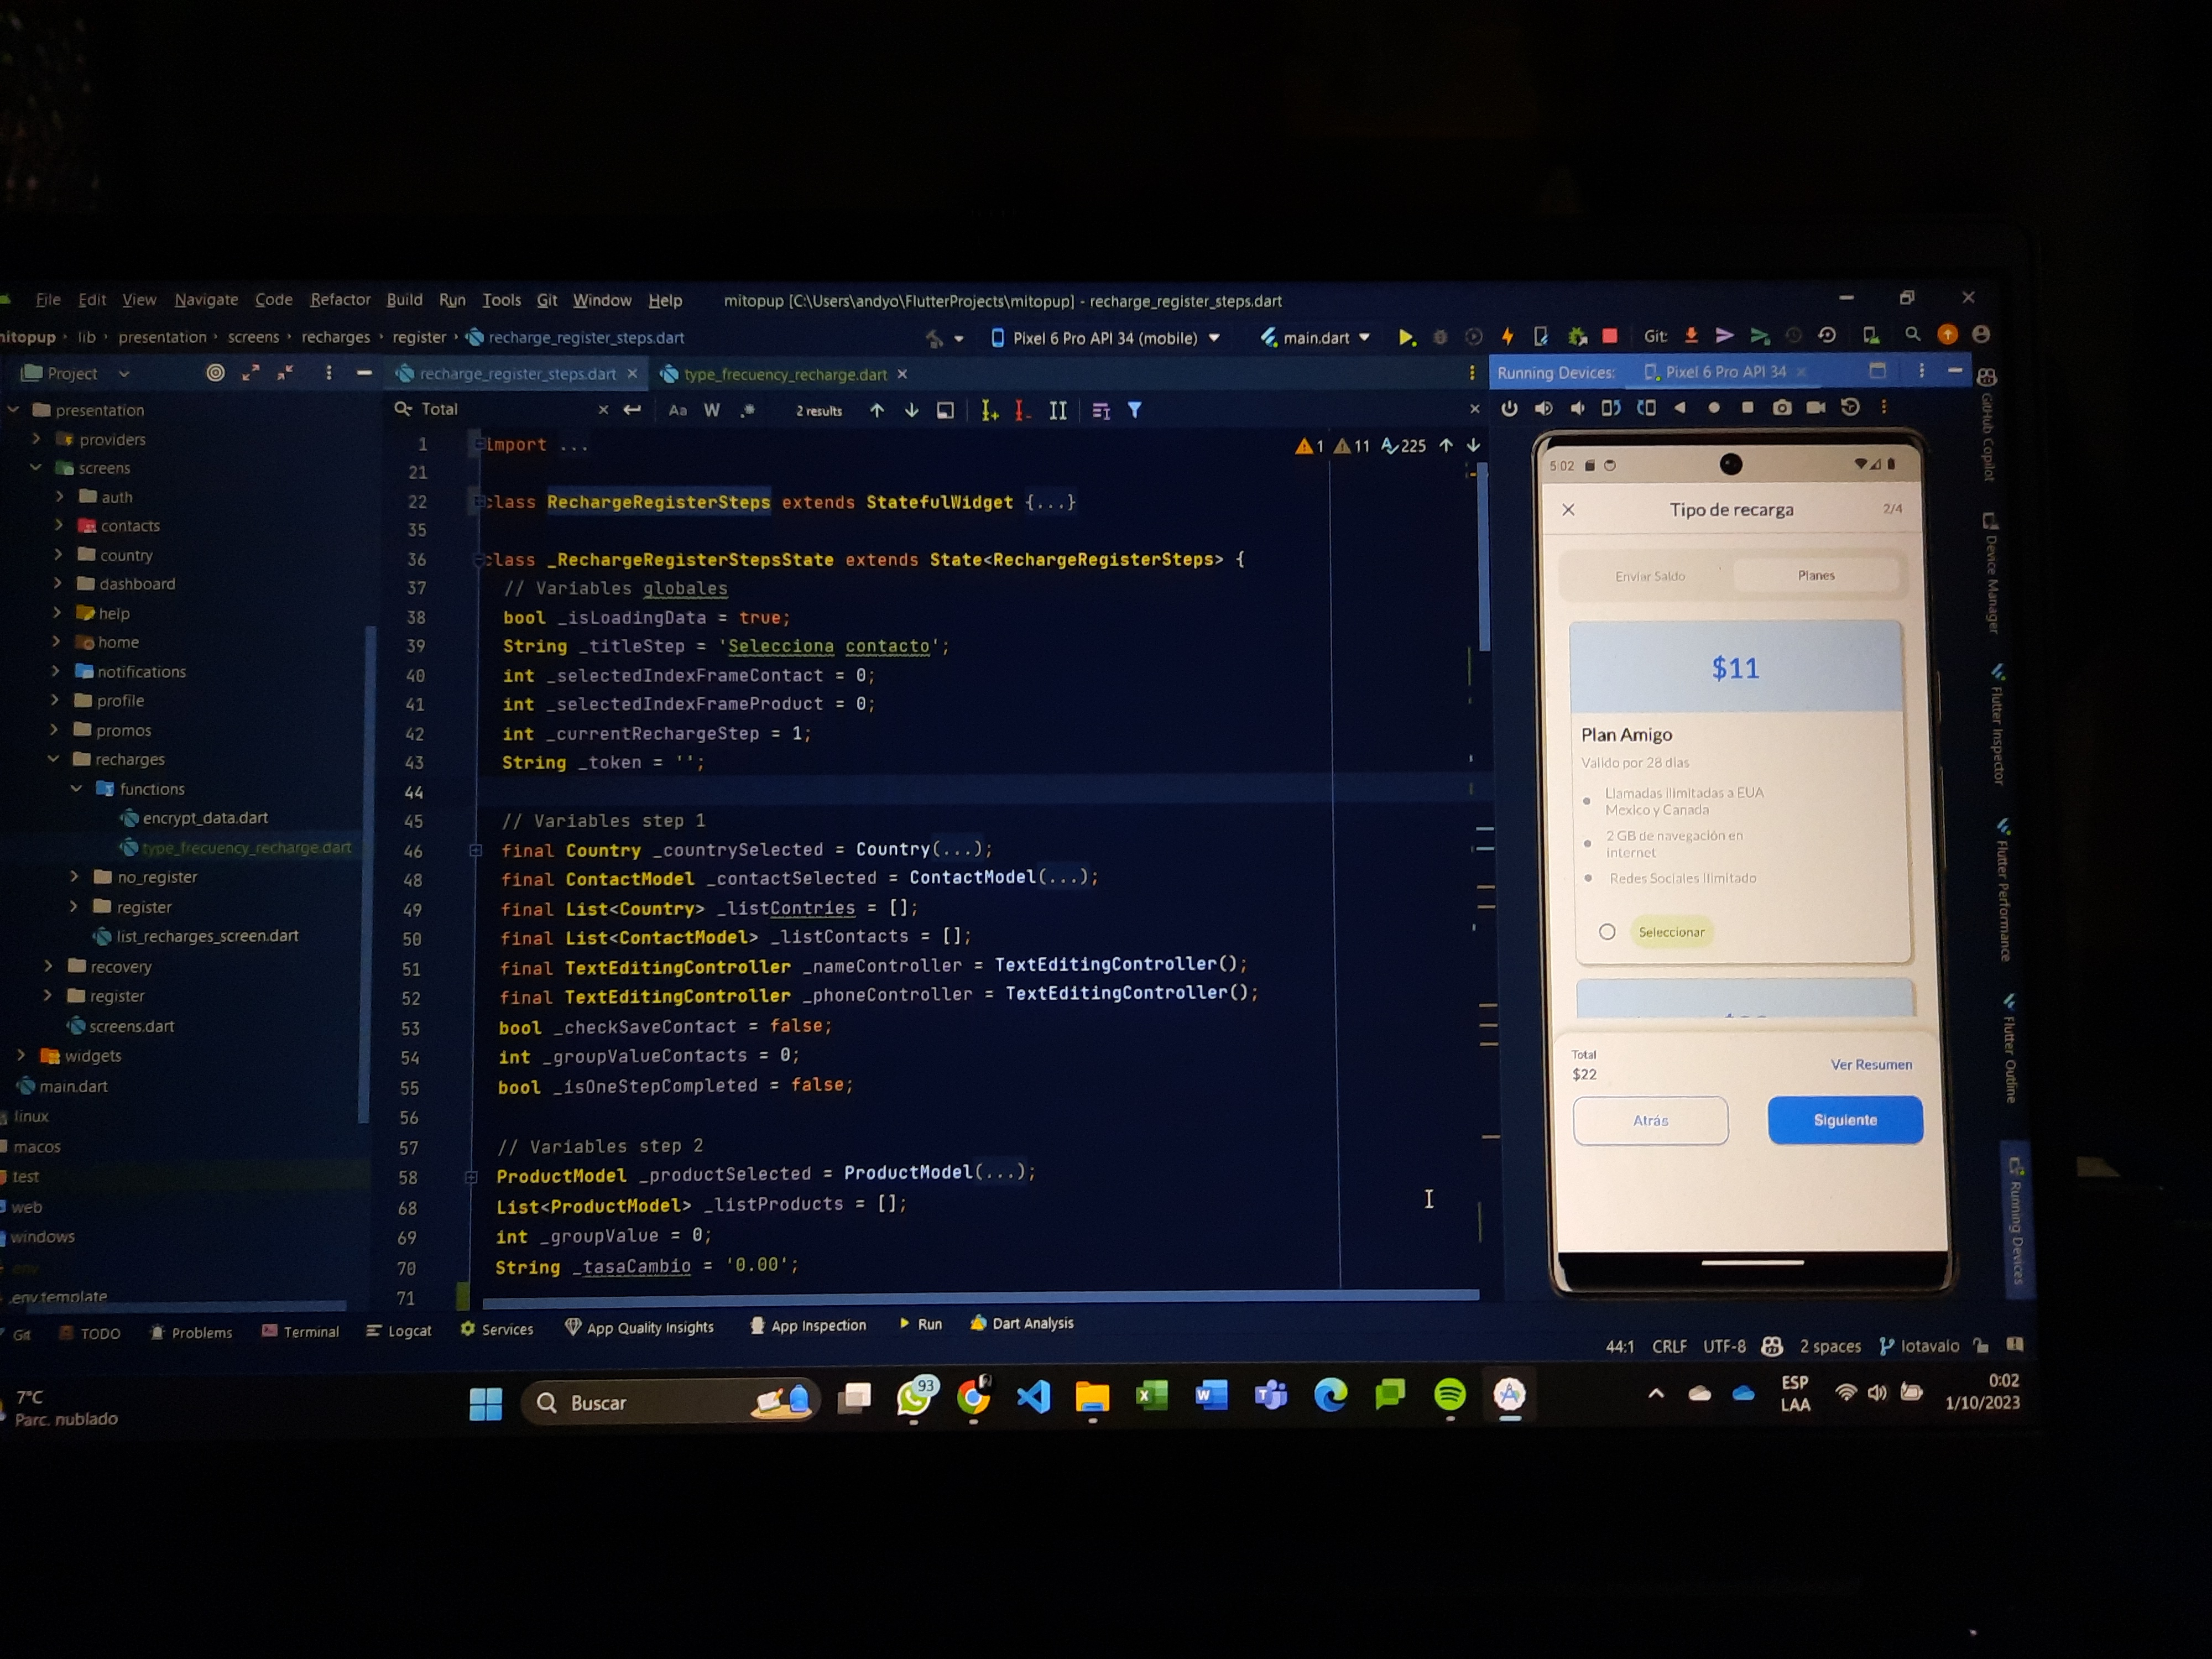 File Edit View Navigate Code Refactor Build Run Tools Git Window Help mitopup [C:\Users\andyo\FlutterProjects\mitopup] - recharge_register_steps.dart
mitopup lib presentation screens recharges register recharge_register_steps.dart
Pixel 6 Pro API 34 (mobile) main.dart Git:
Project
recharge_register_steps.dart type_frecuency_recharge.dart
Running Devices: Pixel 6 Pro API 34
presentation
providers
screens
auth
contacts
country
dashboard
help
home
notifications
profile
promos
recharges
functions
encrypt_data.dart
type_frecuency_recharge.dart
no_register
register
list_recharges_screen.dart
recovery
register
screens.dart
widgets
main.dart
linux
macos
test
web
windows
.env
.env.template
Total Aa W .* 2 results
1 11 225
1 import ...
21
22 class RechargeRegisterSteps extends StatefulWidget {...}
35
36 class _RechargeRegisterStepsState extends State<RechargeRegisterSteps> {
37 // Variables globales
38 bool _isLoadingData = true;
39 String _titleStep = 'Selecciona contacto';
40 int _selectedIndexFrameContact = 0;
41 int _selectedIndexFrameProduct = 0;
42 int _currentRechargeStep = 1;
43 String _token = '';
44
45 // Variables step 1
46 final Country _countrySelected = Country(...);
48 final ContactModel _contactSelected = ContactModel(...);
49 final List<Country> _listContries = [];
50 final List<ContactModel> _listContacts = [];
51 final TextEditingController _nameController = TextEditingController();
52 final TextEditingController _phoneController = TextEditingController();
53 bool _checkSaveContact = false;
54 int _groupValueContacts = 0;
55 bool _isOneStepCompleted = false;
56
57 // Variables step 2
58 ProductModel _productSelected = ProductModel(...);
68 List<ProductModel> _listProducts = [];
69 int _groupValue = 0;
70 String _tasaCambio = '0.00';
71
5:02
Tipo de recarga 2/4
Enviar Saldo Planes
$11
Plan Amigo
Valido por 28 dias
Llamadas ilimitadas a EUA
Mexico y Canada
2 GB de navegación en
internet
Redes Sociales Ilimitado
Seleccionar
Total
$22
Ver Resumen
Atrás Siguiente
GitHub Copilot
Device Manager
Flutter Inspector
Flutter Performance
Flutter Outline
Running Devices
Git TODO Problems Terminal Logcat Services App Quality Insights App Inspection Run Dart Analysis
44:1 CRLF UTF-8 2 spaces lotavalo
7°C
Parc. nublado
Buscar
93
ESP
LAA
0:02
1/10/2023